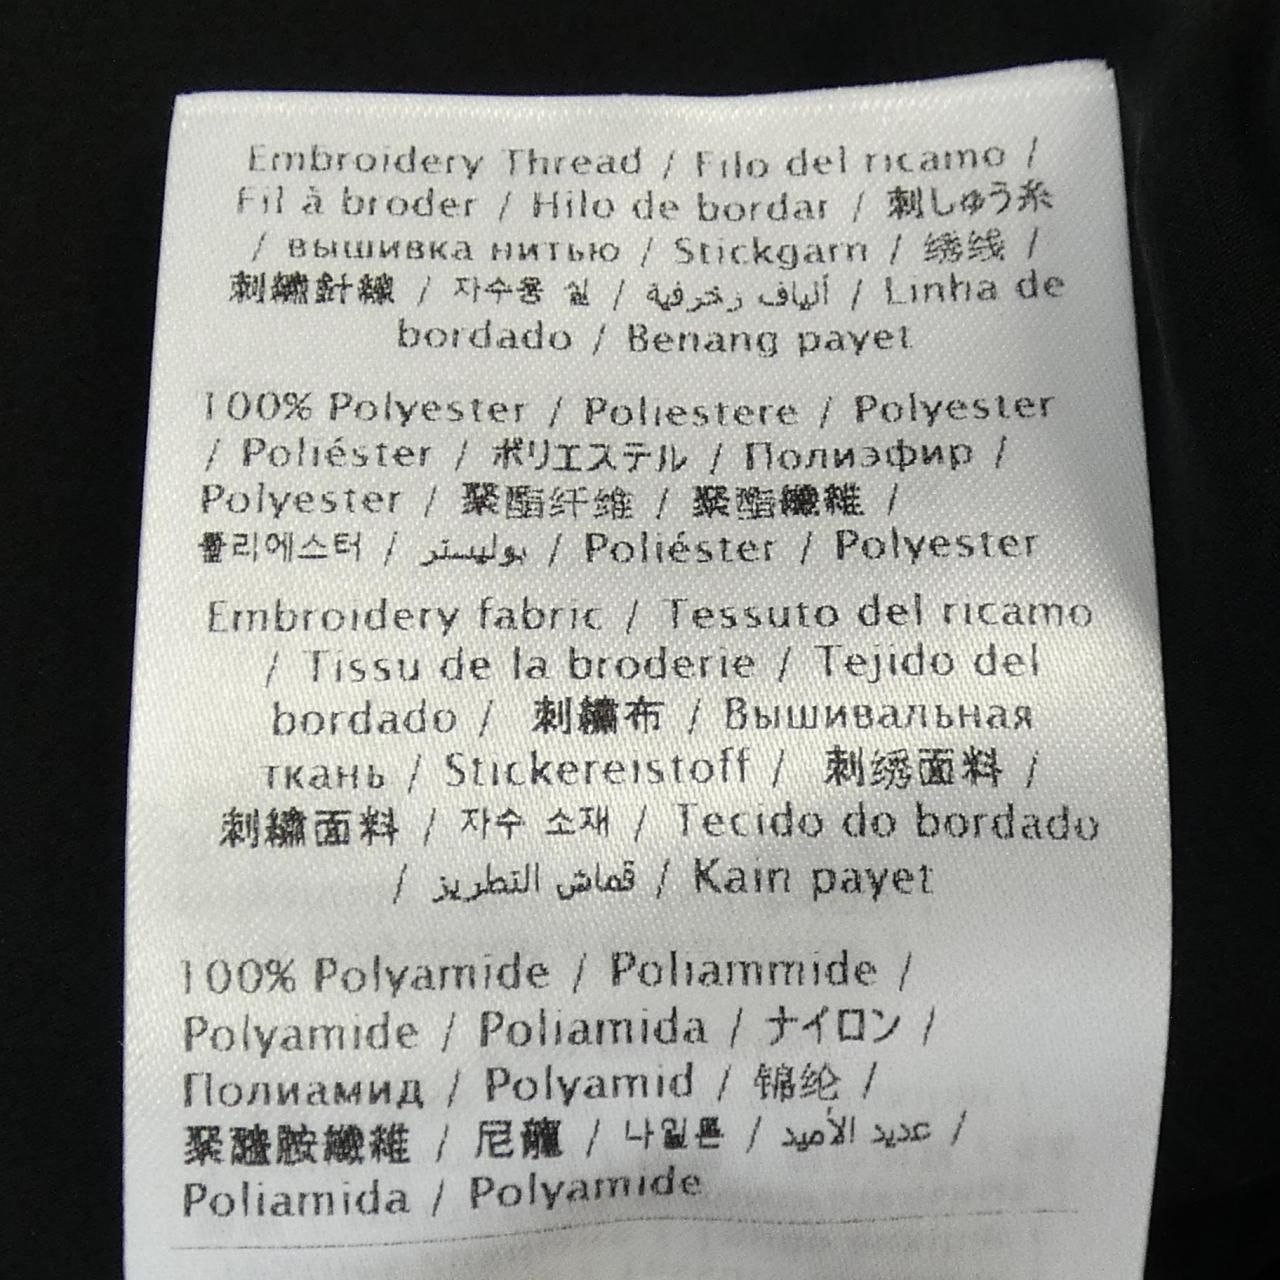 Embroidery Thread / Filo del ricamo /
Fil à broder / Hilo de bordar / 刺しゅう糸
/ вышивка нитью / Stickgarn / 绣线 /
刺繡針線 / 자수용 실 / ألياف زخرفية / Linha de
bordado / Benang payet
100% Polyester / Poliestere / Polyester
/ Poliéster / ポリエステル / Полиэфир /
Polyester / 聚酯纤维 / 聚酯纖維 /
폴리에스터 / بوليستر / Poliéster / Polyester
Embroidery fabric / Tessuto del ricamo
/ Tissu de la broderie / Tejido del
bordado / 刺繍布 / Вышивальная
ткань / Stickereistoff / 刺绣面料 /
刺繡面料 / 자수 소재 / Tecido do bordado
/ قماش التطريز / Kain payet
100% Polyamide / Poliammide /
Polyamide / Poliamida / ナイロン /
Полиамид / Polyamid / 锦纶 /
聚醯胺纖維 / 尼龍 / 나일론 / عديد الأميد /
Poliamida / Polyamide